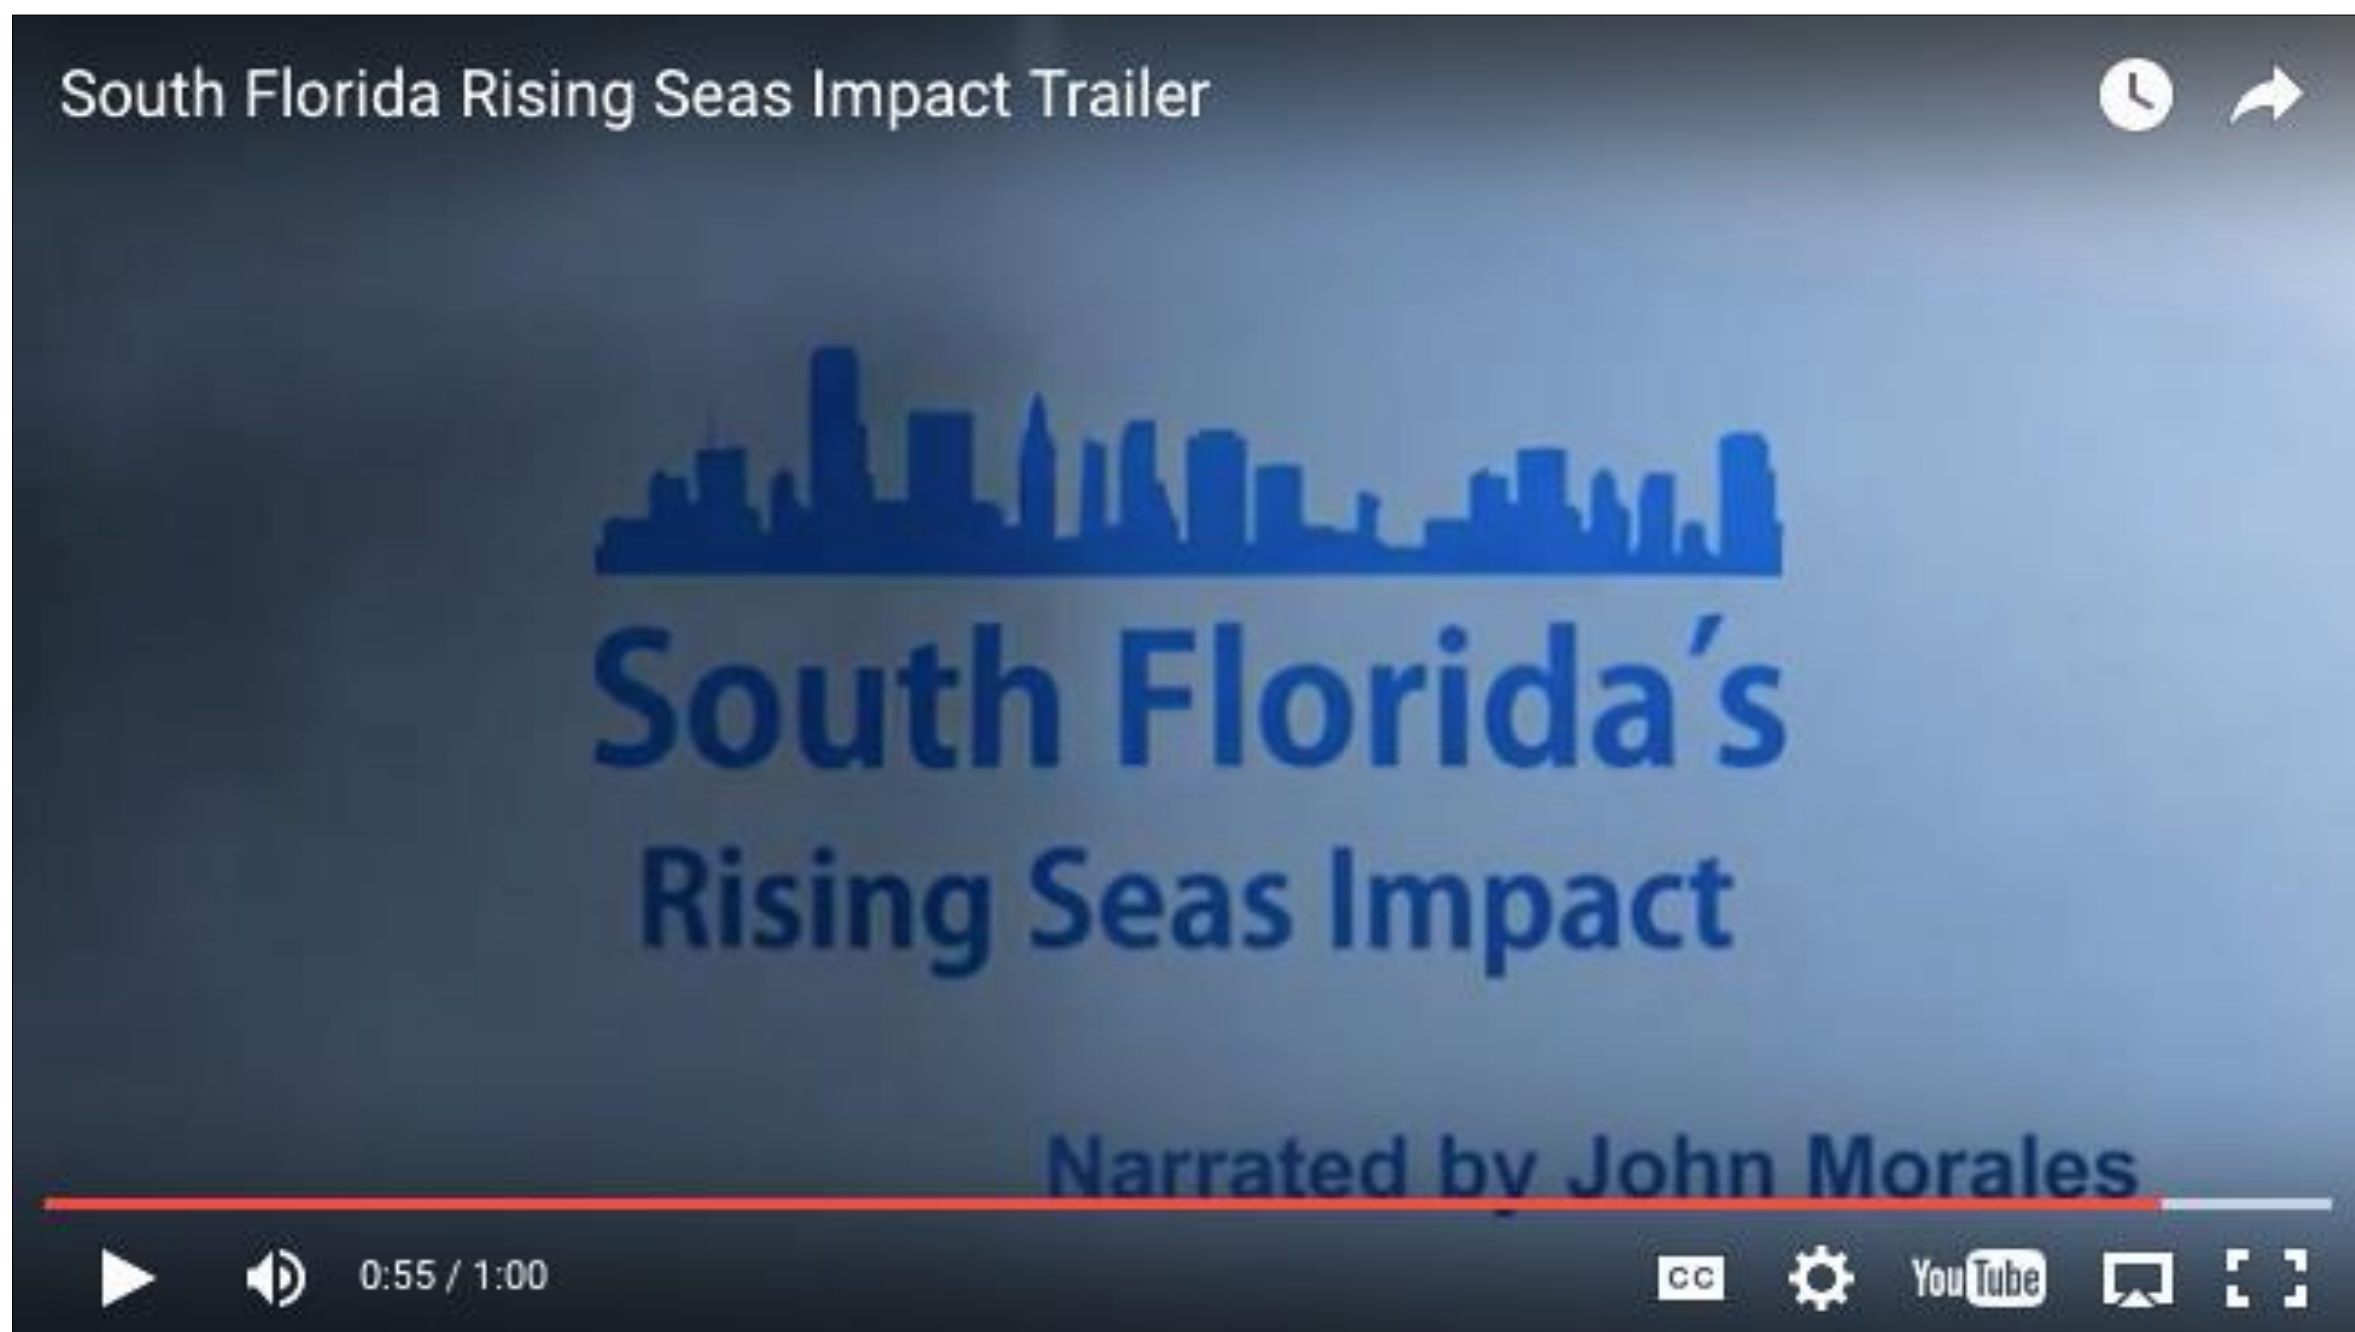 South Florida Rising Seas Impact Trailer
South Florida's
Rising Seas Impact
Narrated by John Morales
0:55 / 1:00
CC
YouTube